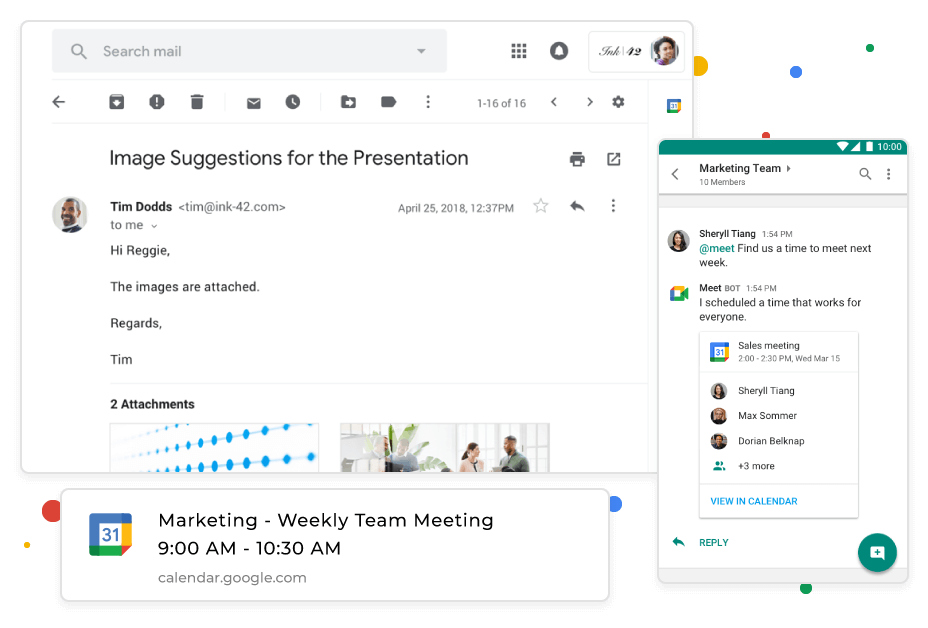 Search mail
Ink 42
1-16 of 16
31
Image Suggestions for the Presentation
Tim Dodds <tim@ink-42.com>
April 25, 2018, 12:37PM
to me
Hi Reggie,
The images are attached.
Regards,
Tim
2 Attachments
31
Marketing - Weekly Team Meeting
9:00 AM - 10:30 AM
calendar.google.com
10:00
Marketing Team
10 Members
Sheryll Tiang 1:54 PM
@meet Find us a time to meet next
week.
Meet BOT 1:54 PM
I scheduled a time that works for
everyone.
31
Sales meeting
2:00 - 2:30 PM, Wed Mar 15
Sheryll Tiang
Max Sommer
Dorian Belknap
+3 more
VIEW IN CALENDAR
REPLY